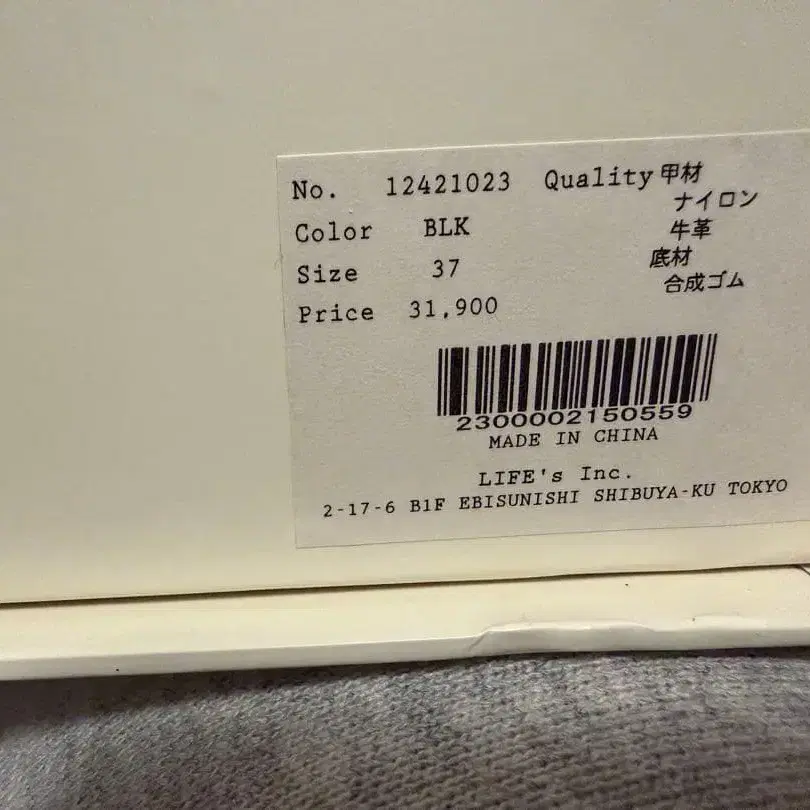 No. 12421023 Quality 甲材
ナイロン
Color BLK
牛革
Size 37
底材
合成ゴム
Price 31,900
2300002150559
MADE IN CHINA
LIFE's Inc.
2-17-6 B1F EBISUNISHI SHIBUYA-KU TOKYO